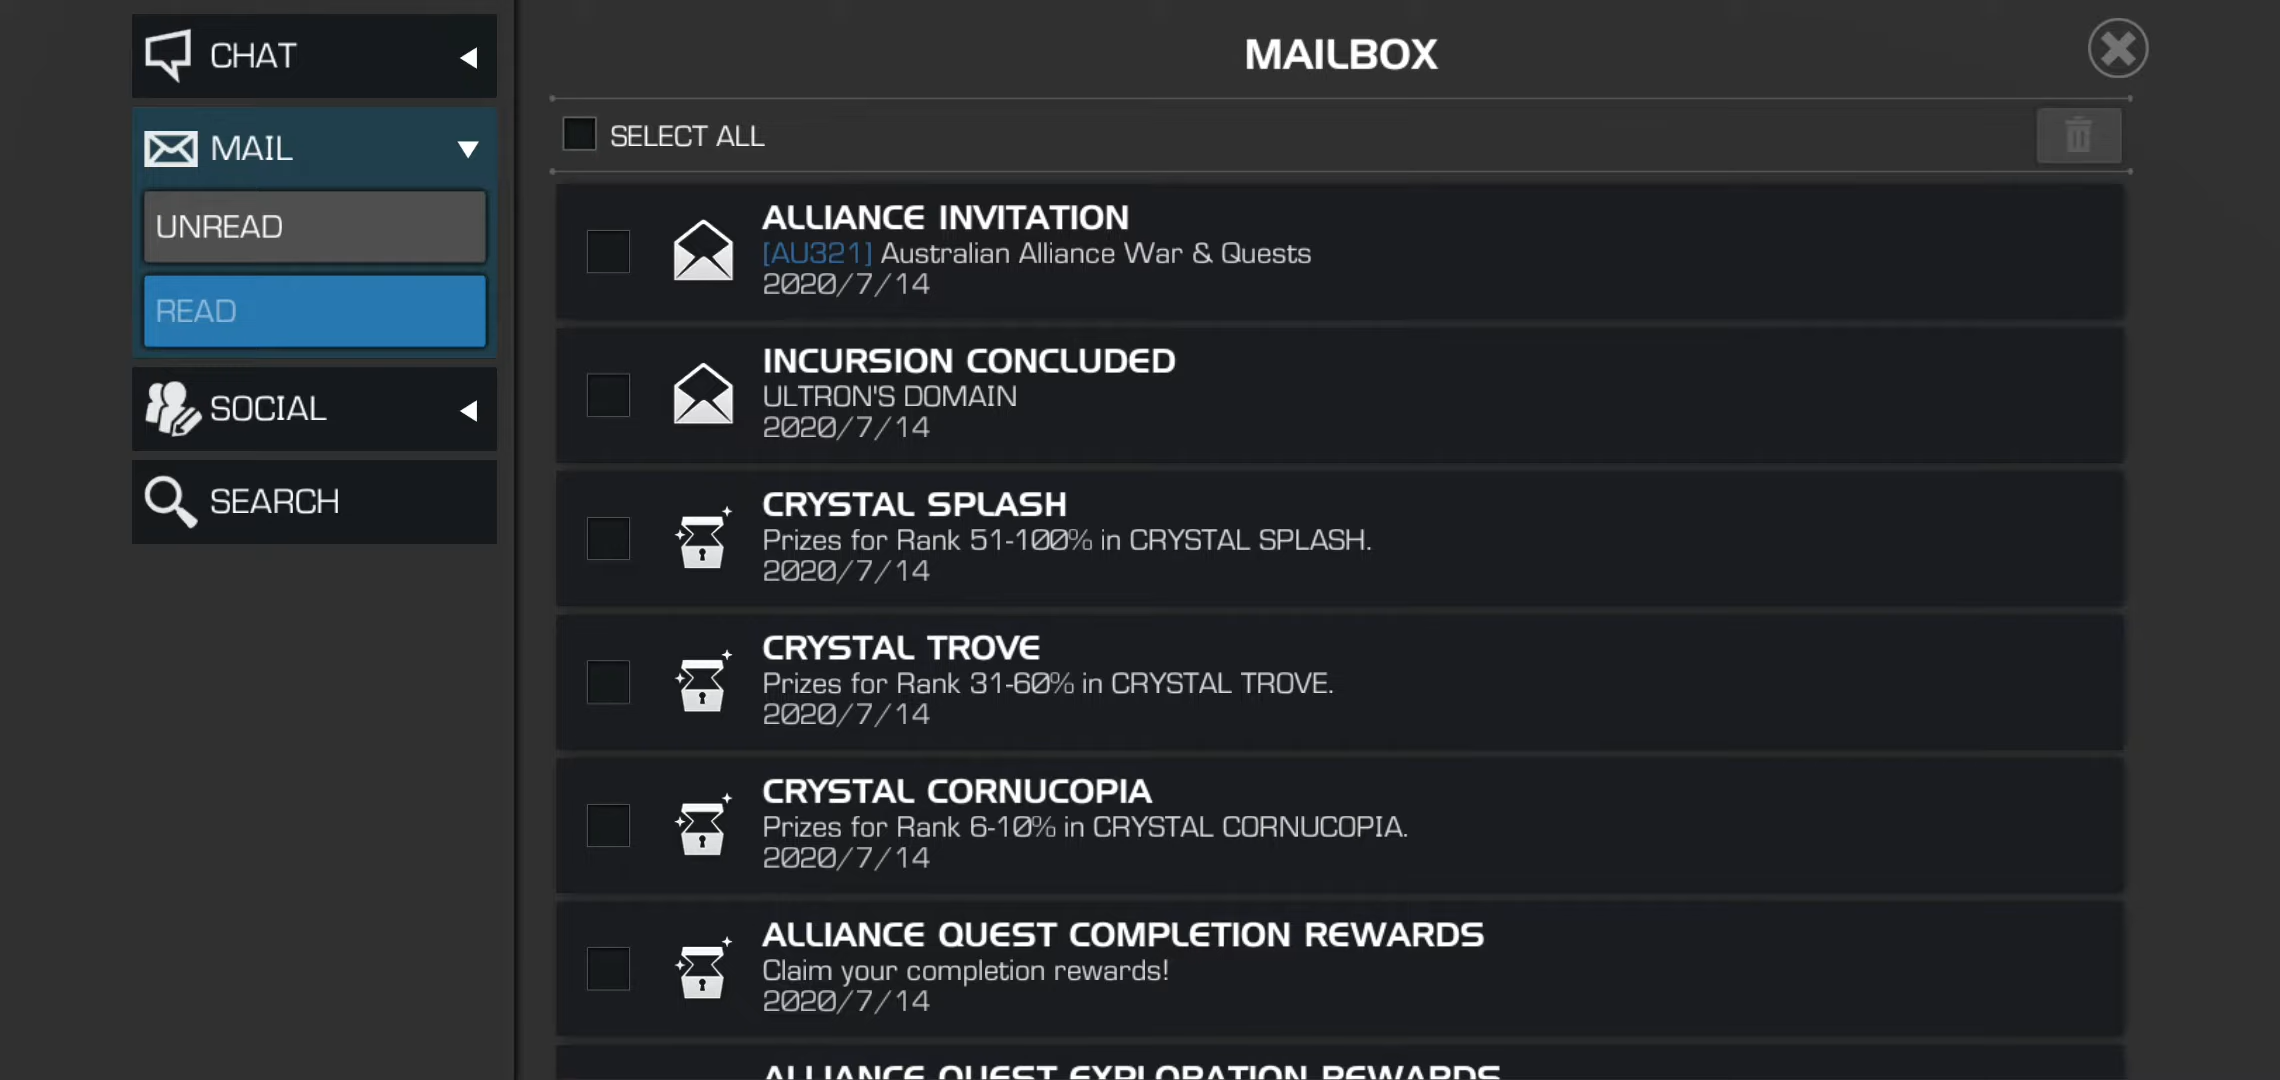 CHAT
MAIL
UNREAD
READ
SOCIAL
SEARCH
MAILBOX
SELECT ALL
ALLIANCE INVITATION
[AU321] Australian Alliance War & Quests
2020/7/14
INCURSION CONCLUDED
ULTRON'S DOMAIN
2020/7/14
CRYSTAL SPLASH
Prizes for Rank 51-100% in CRYSTAL SPLASH.
2020/7/14
CRYSTAL TROVE
Prizes for Rank 31-60% in CRYSTAL TROVE.
2020/7/14
CRYSTAL CORNUCOPIA
Prizes for Rank 6-10% in CRYSTAL CORNUCOPIA.
2020/7/14
ALLIANCE QUEST COMPLETION REWARDS
Claim your completion rewards!
2020/7/14
ALLIANCE QUEST EXPLORATION REWARDS